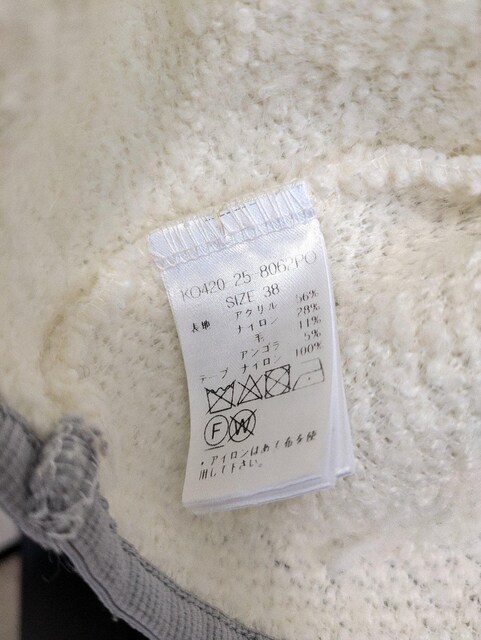 KQ420-25-8062PO
SIZE 38
表地 アクリル 56%
ナイロン 28%
毛 11%
アンゴラ 5%
テープ ナイロン 100%
F W
・アイロンはあて布を使
用して下さい。